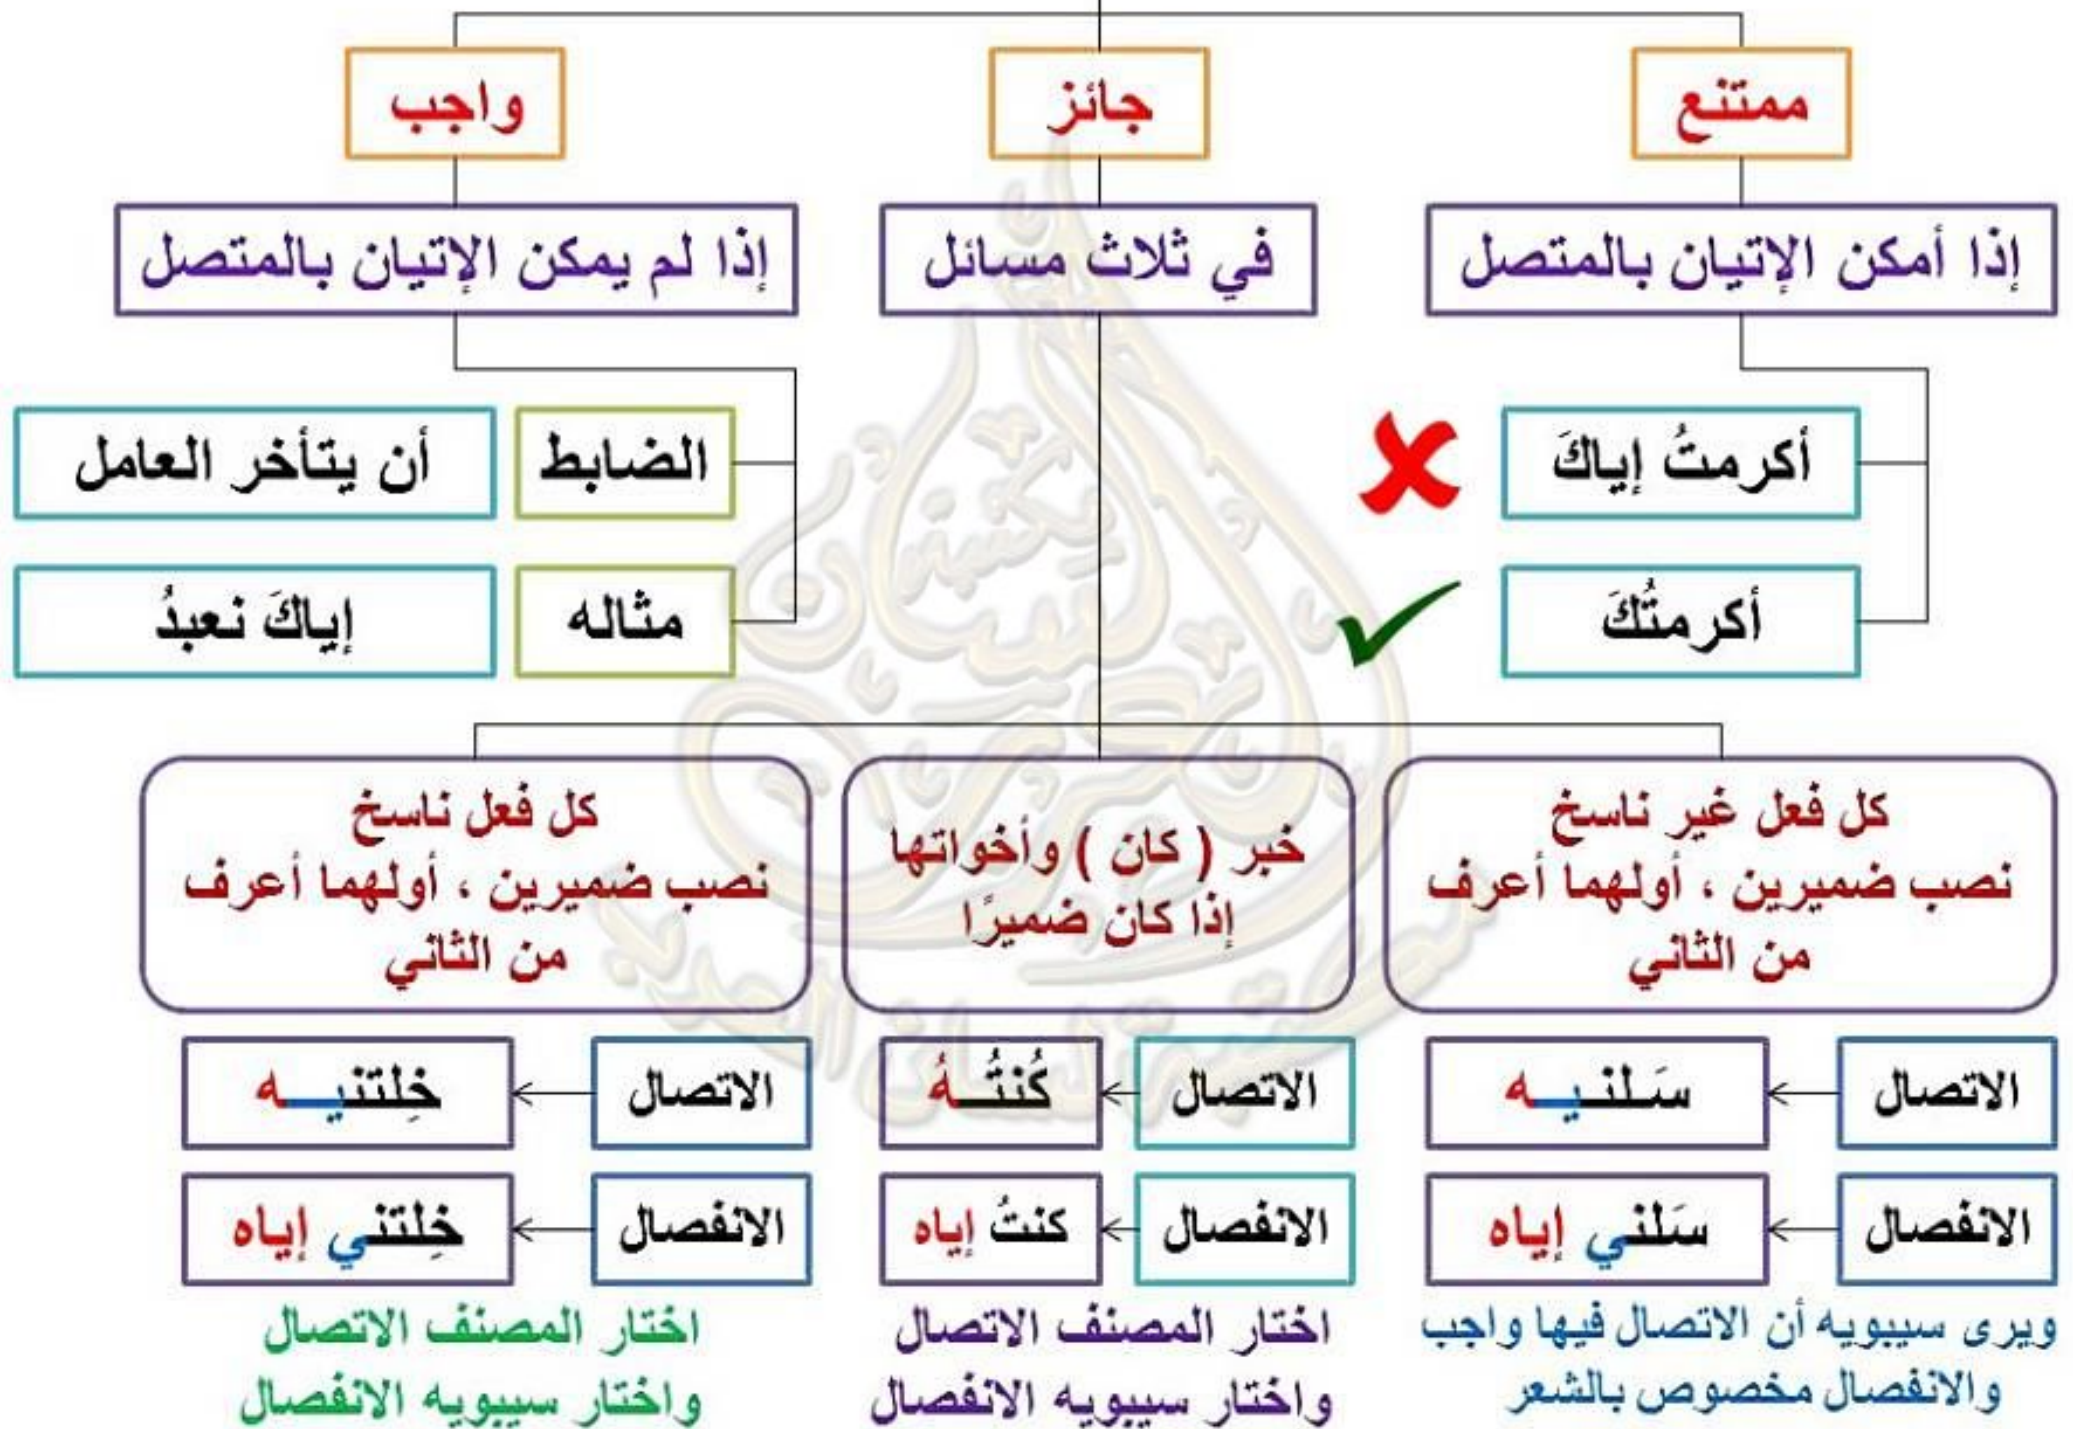 ممتنع
جائز
واجب
إذا أمكن الإتيان بالمتصل
في ثلاث مسائل
إذا لم يمكن الإتيان بالمتصل
أكرمتُ إياكَ
أكرمتُكَ
الضابط
أن يتأخر العامل
مثاله
إياكَ نعبدُ
كل فعل غير ناسخ
نصب ضميرين ، أولهما أعرف
من الثاني
خبر ( كان ) وأخواتها
إذا كان ضميرًا
كل فعل ناسخ
نصب ضميرين ، أولهما أعرف
من الثاني
الاتصال
سَلنـيـه
الانفصال
سَلني إياه
ويرى سيبويه أن الاتصال فيها واجب
والانفصال مخصوص بالشعر
الاتصال
كُنتُـهُ
الانفصال
كنتُ إياه
اختار المصنف الاتصال
واختار سيبويه الانفصال
الاتصال
خِلتنيـه
الانفصال
خِلتني إياه
اختار المصنف الاتصال
واختار سيبويه الانفصال